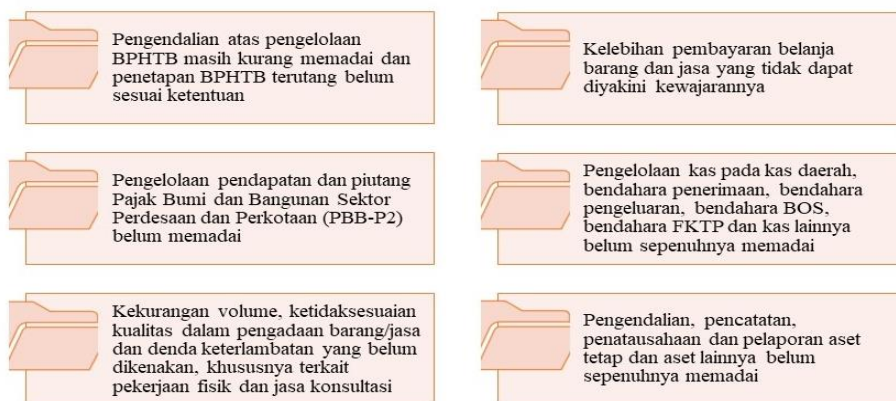 Pengendalian atas pengelolaan
BPHTB masih kurang memadai dan
penetapan BPHTB terutang belum
sesuai ketentuan
Kelebihan pembayaran belanja
barang dan jasa yang tidak dapat
diyakini kewajarannya
Pengelolaan pendapatan dan piutang
Pajak Bumi dan Bangunan Sektor
Perdesaan dan Perkotaan (PBB-P2)
belum memadai
Pengelolaan kas pada kas daerah,
bendahara penerimaan, bendahara
pengeluaran, bendahara BOS,
bendahara FKTP dan kas lainnya
belum sepenuhnya memadai
Kekurangan volume, ketidaksesuaian
kualitas dalam pengadaan barang/jasa
dan denda keterlambatan yang belum
dikenakan, khususnya terkait
pekerjaan fisik dan jasa konsultasi
Pengendalian, pencatatan,
penatausahaan dan pelaporan aset
tetap dan aset lainnya belum
sepenuhnya memadai